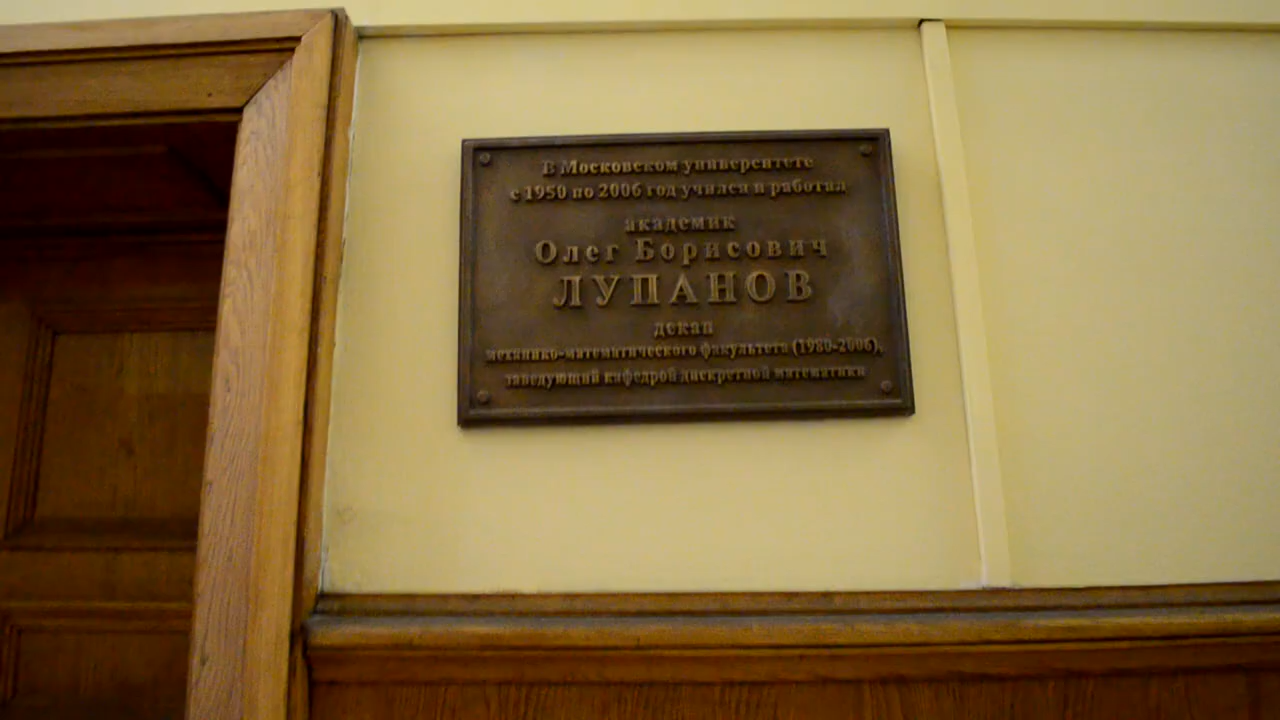 В Московском университете
с 1950 по 2006 год учился и работал
академик
Олег Борисович
ЛУПАНОВ
декан
механико-математического факультета (1980-2006),
заведующий кафедрой дискретной математики